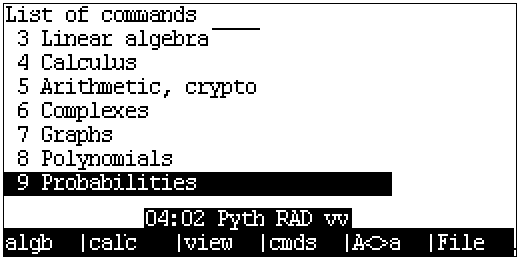 List of commands
3 Linear algebra
4 Calculus
5 Arithmetic, crypto
6 Complexes
7 Graphs
8 Polynomials
9 Probabilities
04:02 Pyth RAD vv
algb |calc |view |cmds |A<>a |File